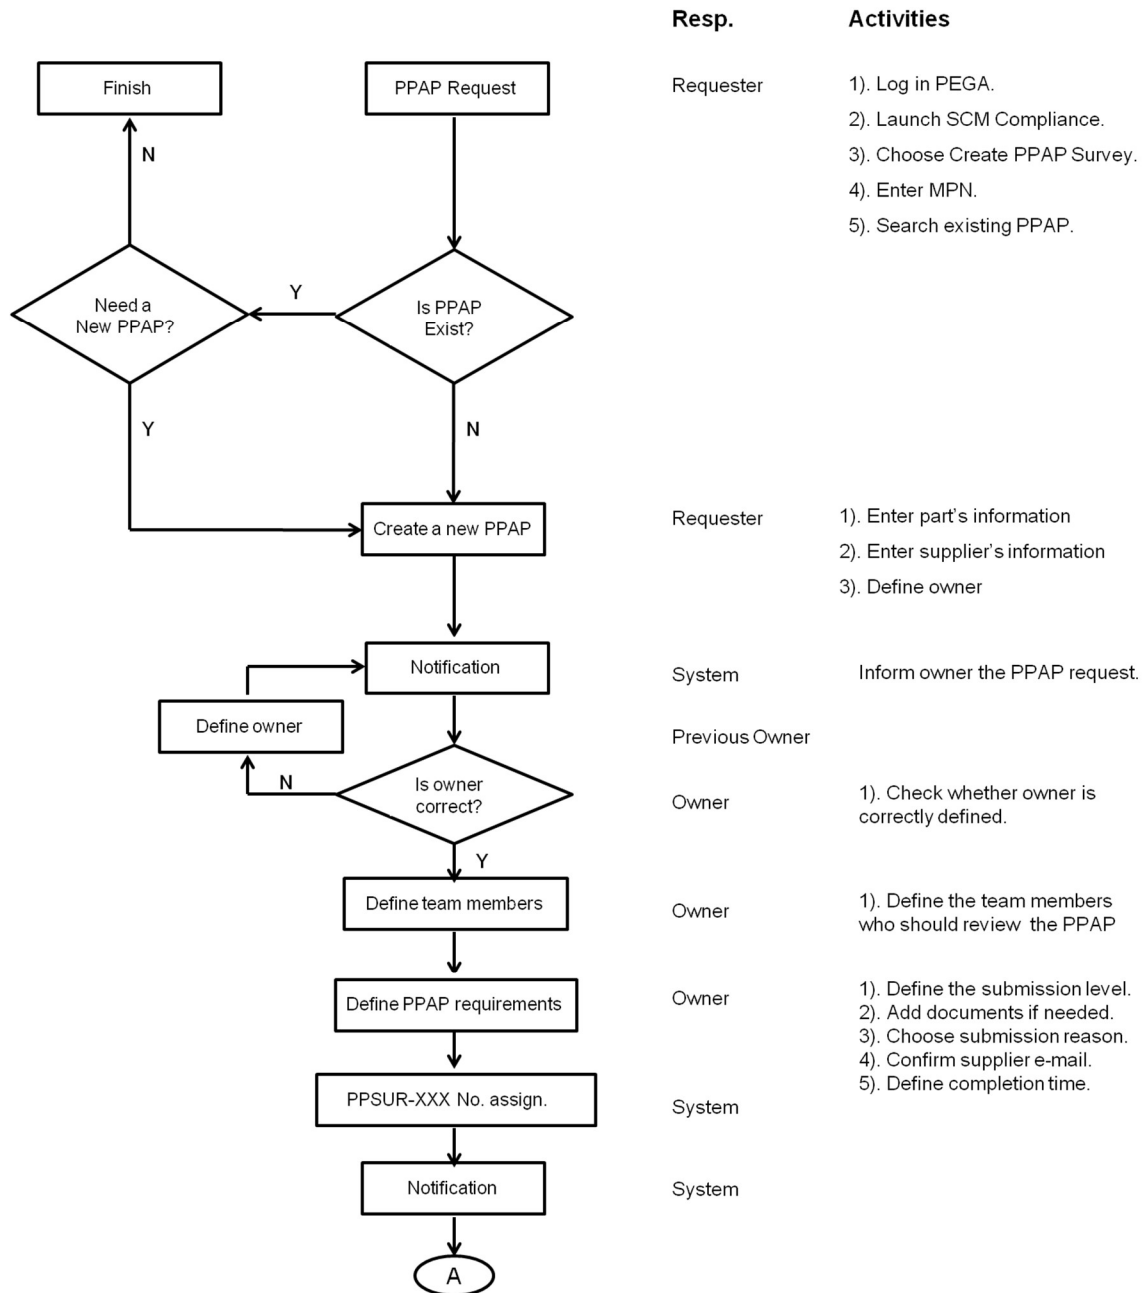 Resp.
Activities
Finish
PPAP Request
Requester
1). Log in PEGA.
2). Launch SCM Compliance.
3). Choose Create PPAP Survey.
4). Enter MPN.
5). Search existing PPAP.
N
Need a
New PPAP?
Y
Is PPAP
Exist?
Y
N
Create a new PPAP
Requester
1). Enter part's information
2). Enter supplier's information
3). Define owner
Notification
System
Inform owner the PPAP request.
Define owner
Previous Owner
N
Is owner
correct?
Owner
1). Check whether owner is
correctly defined.
Y
Define team members
Owner
1). Define the team members
who should review the PPAP
Define PPAP requirements
Owner
1). Define the submission level.
2). Add documents if needed.
3). Choose submission reason.
4). Confirm supplier e-mail.
5). Define completion time.
PPSUR-XXX No. assign.
System
Notification
System
A